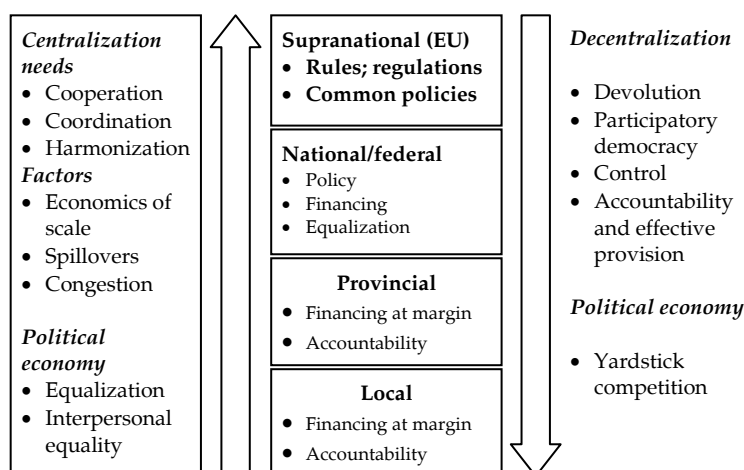 Centralization
needs
• Cooperation
• Coordination
• Harmonization
Factors
• Economics of
scale
• Spillovers
• Congestion
Political
economy
• Equalization
• Interpersonal
equality
Supranational (EU)
• Rules; regulations
• Common policies
National/federal
• Policy
• Financing
• Equalization
Provincial
• Financing at margin
• Accountability
Local
• Financing at margin
• Accountability
Decentralization
• Devolution
• Participatory
democracy
• Control
• Accountability
and effective
provision
Political economy
• Yardstick
competition